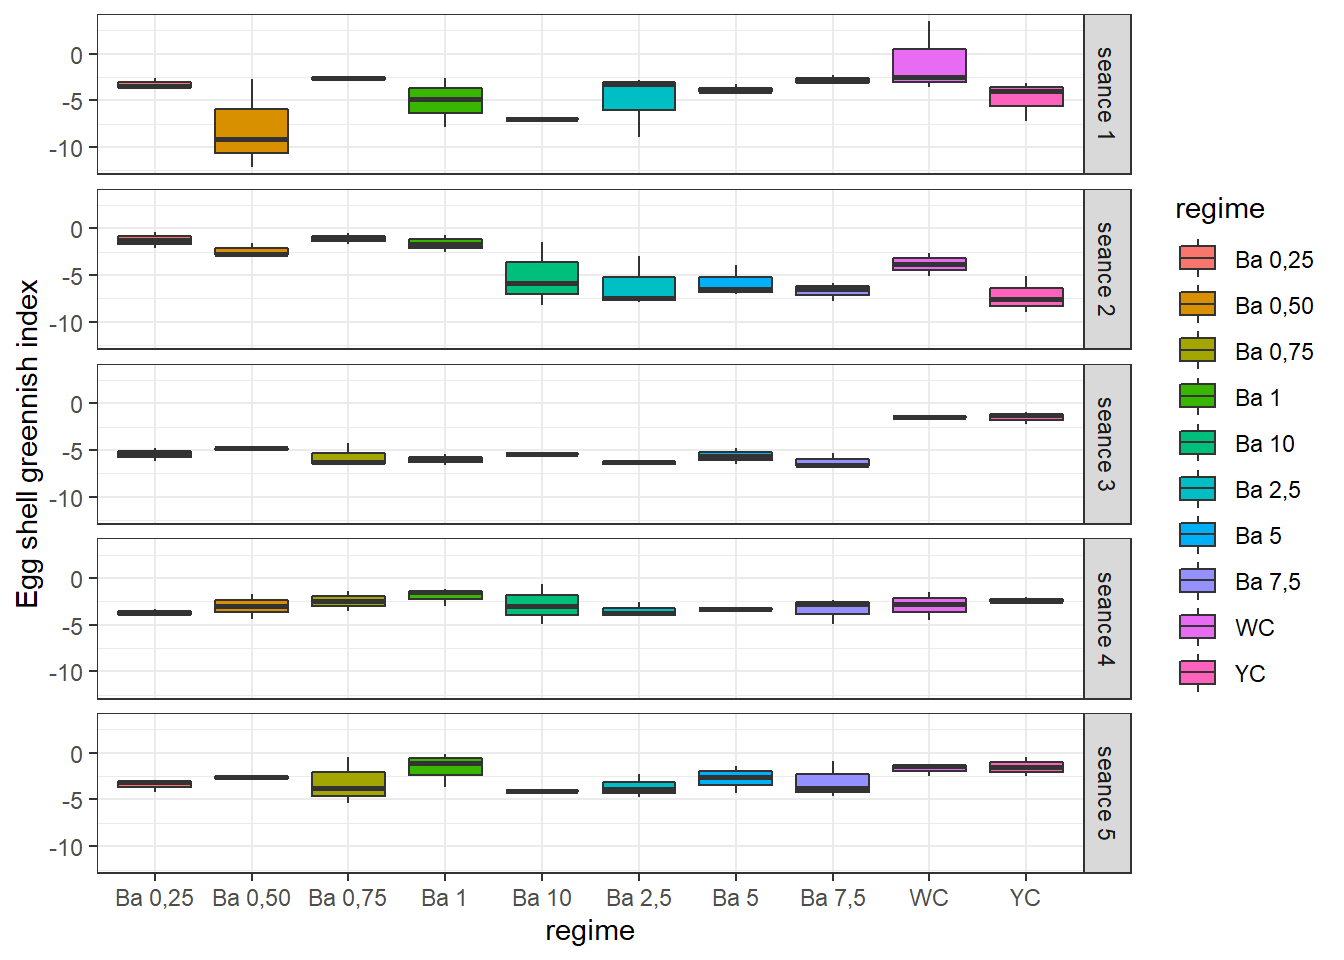 Egg shell greennish index
0
-5
-10
seance 1
0
-5
-10
seance 2
0
-5
-10
seance 3
0
-5
-10
seance 4
0
-5
-10
seance 5
Ba 0,25 Ba 0,50 Ba 0,75 Ba 1 Ba 10 Ba 2,5 Ba 5 Ba 7,5 WC YC
regime
regime
Ba 0,25
Ba 0,50
Ba 0,75
Ba 1
Ba 10
Ba 2,5
Ba 5
Ba 7,5
WC
YC